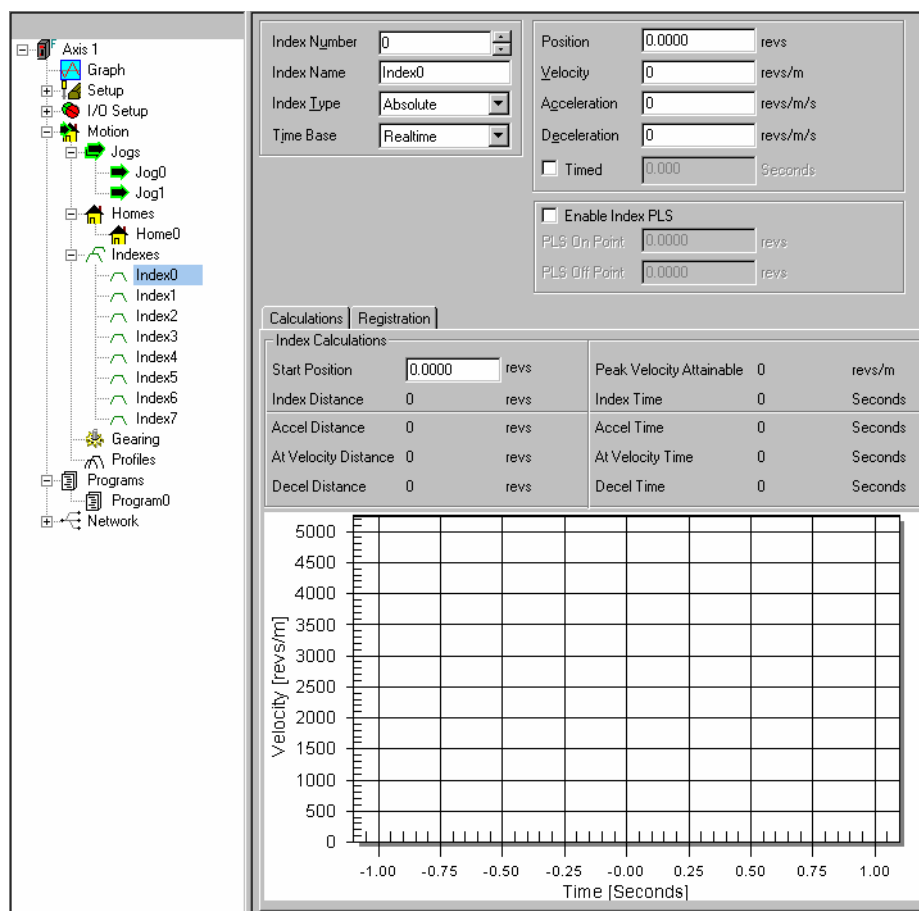 Axis 1
Graph
Setup
I/O Setup
Motion
Jogs
Jog0
Jog1
Homes
Home0
Indexes
Index0
Index1
Index2
Index3
Index4
Index5
Index6
Index7
Gearing
Profiles
Programs
Program0
Network
Index Number 0
Index Name Index0
Index Type Absolute
Time Base Realtime
Position 0.0000 revs
Velocity 0 revs/m
Acceleration 0 revs/m/s
Deceleration 0 revs/m/s
Timed 0.000 Seconds
Enable Index PLS
PLS On Point 0.0000 revs
PLS Off Point 0.0000 revs
Calculations Registration
Index Calculations
Start Position 0.0000 revs Peak Velocity Attainable 0 revs/m
Index Distance 0 revs Index Time 0 Seconds
Accel Distance 0 revs Accel Time 0 Seconds
At Velocity Distance 0 revs At Velocity Time 0 Seconds
Decel Distance 0 revs Decel Time 0 Seconds
Velocity [revs/m]
5000
4500
4000
3500
3000
2500
2000
1500
1000
500
0
-1.00 -0.75 -0.50 -0.25 -0.00 0.25 0.50 0.75 1.00
Time [Seconds]